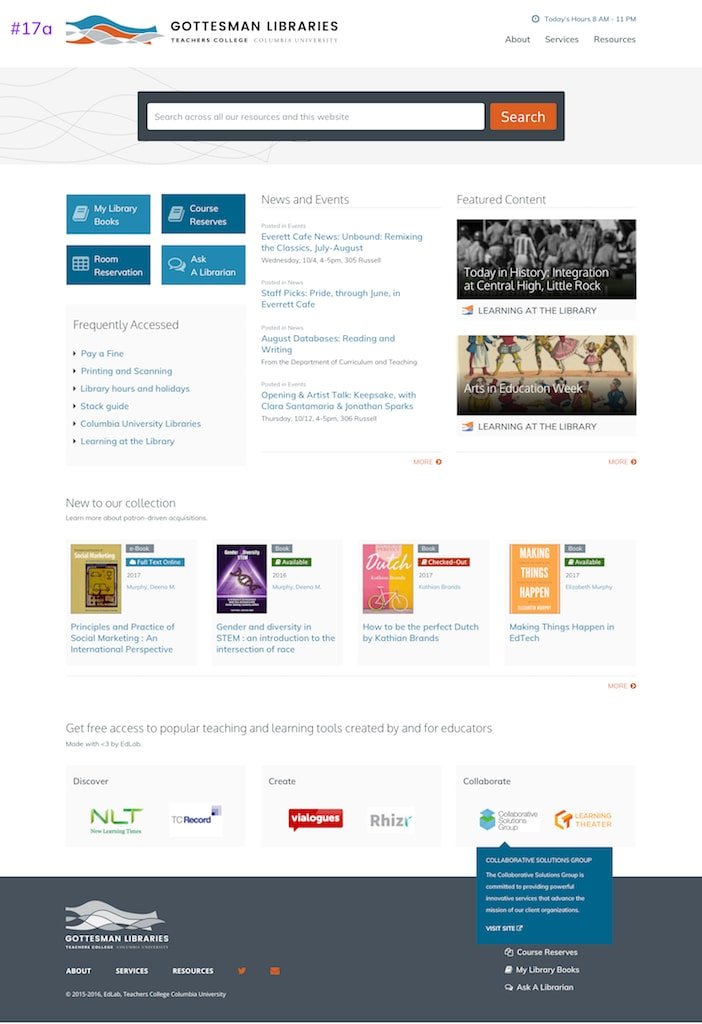 #17a
GOTTESMAN LIBRARIES
TEACHERS COLLEGE COLUMBIA UNIVERSITY
Today's Hours 8 AM - 11 PM
About Services Resources
Search across all our resources and this website
Search
My Library
Books
Course
Reserves
Room
Reservation
Ask
A Librarian
Frequently Accessed
Pay a Fine
Printing and Scanning
Library hours and holidays
Stack guide
Columbia University Libraries
Learning at the Library
News and Events
Posted in Events
Everett Cafe News: Unbound: Remixing
the Classics, July-August
Wednesday, 10/4, 4-5pm, 305 Russell
Posted in News
Staff Picks: Pride, through June, in
Everrett Cafe
Posted in News
August Databases: Reading and
Writing
From the Department of Curriculum and Teaching
Posted in Events
Opening & Artist Talk: Keepsake, with
Clara Santamaria & Jonathan Sparks
Thursday, 10/12, 4-5pm, 306 Russell
MORE
Featured Content
Today in History: Integration
at Central High, Little Rock
LEARNING AT THE LIBRARY
Arts in Education Week
LEARNING AT THE LIBRARY
MORE
New to our collection
Learn more about patron-driven acquisitions.
Social Marketing
e-Book
Full Text Online
2017
Murphy, Deena M.
Principles and Practice of
Social Marketing : An
International Perspective
Gender & Diversity
STEM
Book
Available
2016
Murphy, Deena M.
Gender and diversity in
STEM : an introduction to the
intersection of race
PERFECT
Dutch
Kathian Brands
Book
Checked-Out
2017
Kathian Brands
How to be the perfect Dutch
by Kathian Brands
MAKING
THINGS
HAPPEN
ELIZABETH MURPHY
Book
Available
2017
Elizabeth Murphy
Making Things Happen in
EdTech
MORE
Get free access to popular teaching and learning tools created by and for educators
Made with <3 by EdLab.
Discover
NLT
New Learning Times
TCRecord
Create
vialogues
Rhizr
Collaborate
Collaborative
Solutions
Group
LEARNING
THEATER
COLLABORATIVE SOLUTIONS GROUP
The Collaborative Solutions Group is
committed to providing powerful
innovative services that advance the
mission of our client organizations.
VISIT SITE
GOTTESMAN LIBRARIES
TEACHERS COLLEGE COLUMBIA UNIVERSITY
ABOUT SERVICES RESOURCES
© 2015-2016, EdLab, Teachers College Columbia University
Course Reserves
My Library Books
Ask A Librarian